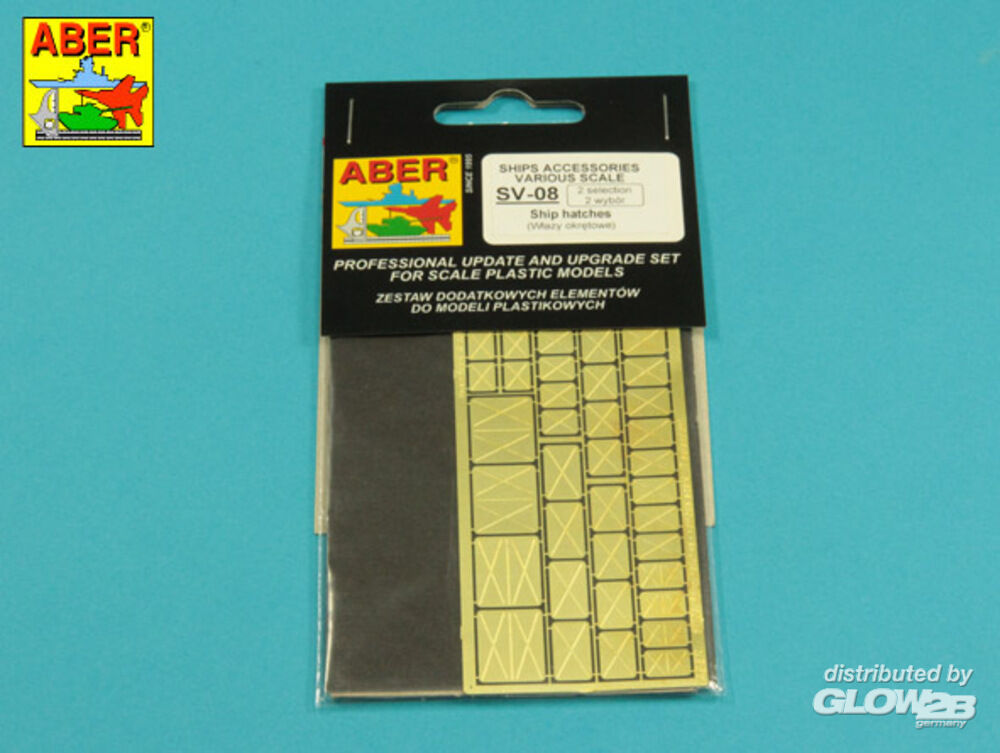 ABER®
ABER®
SINCE 1995
SHIPS ACCESSORIES
VARIOUS SCALE
SV-08
2 selection
2 wybór
Ship hatches
(Włazy okrętowe)
PROFESSIONAL UPDATE AND UPGRADE SET
FOR SCALE PLASTIC MODELS
ZESTAW DODATKOWYCH ELEMENTÓW
DO MODELI PLASTIKOWYCH
distributed by
GLOW2B
germany